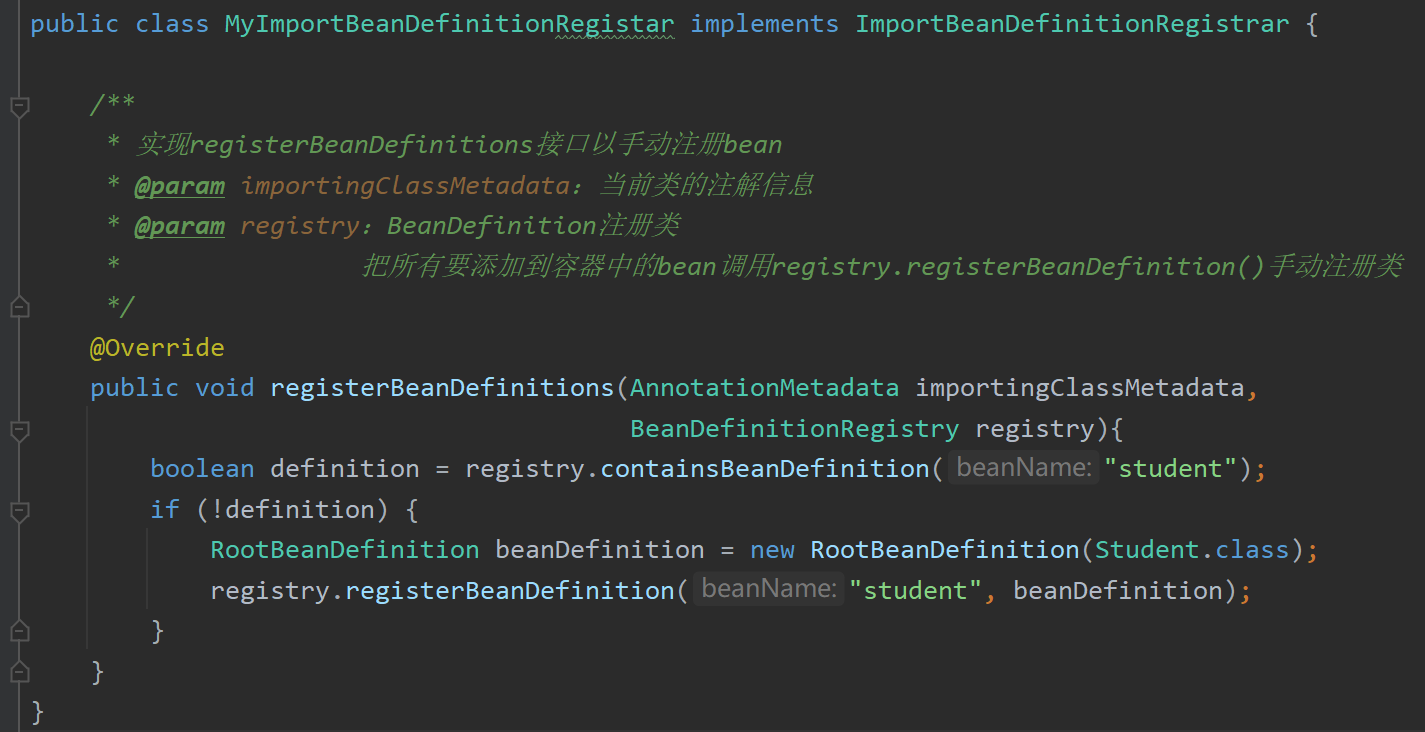 public class MyImportBeanDefinitionRegistar implements ImportBeanDefinitionRegistrar {
/**
* 实现registerBeanDefinitions接口以手动注册bean
* @param importingClassMetadata：当前类的注解信息
* @param registry：BeanDefinition注册类
* 把所有要添加到容器中的bean调用registry.registerBeanDefinition()手动注册类
*/
@Override
public void registerBeanDefinitions(AnnotationMetadata importingClassMetadata,
BeanDefinitionRegistry registry){
boolean definition = registry.containsBeanDefinition( beanName: "student");
if (!definition) {
RootBeanDefinition beanDefinition = new RootBeanDefinition(Student.class);
registry.registerBeanDefinition( beanName: "student", beanDefinition);
}
}
}